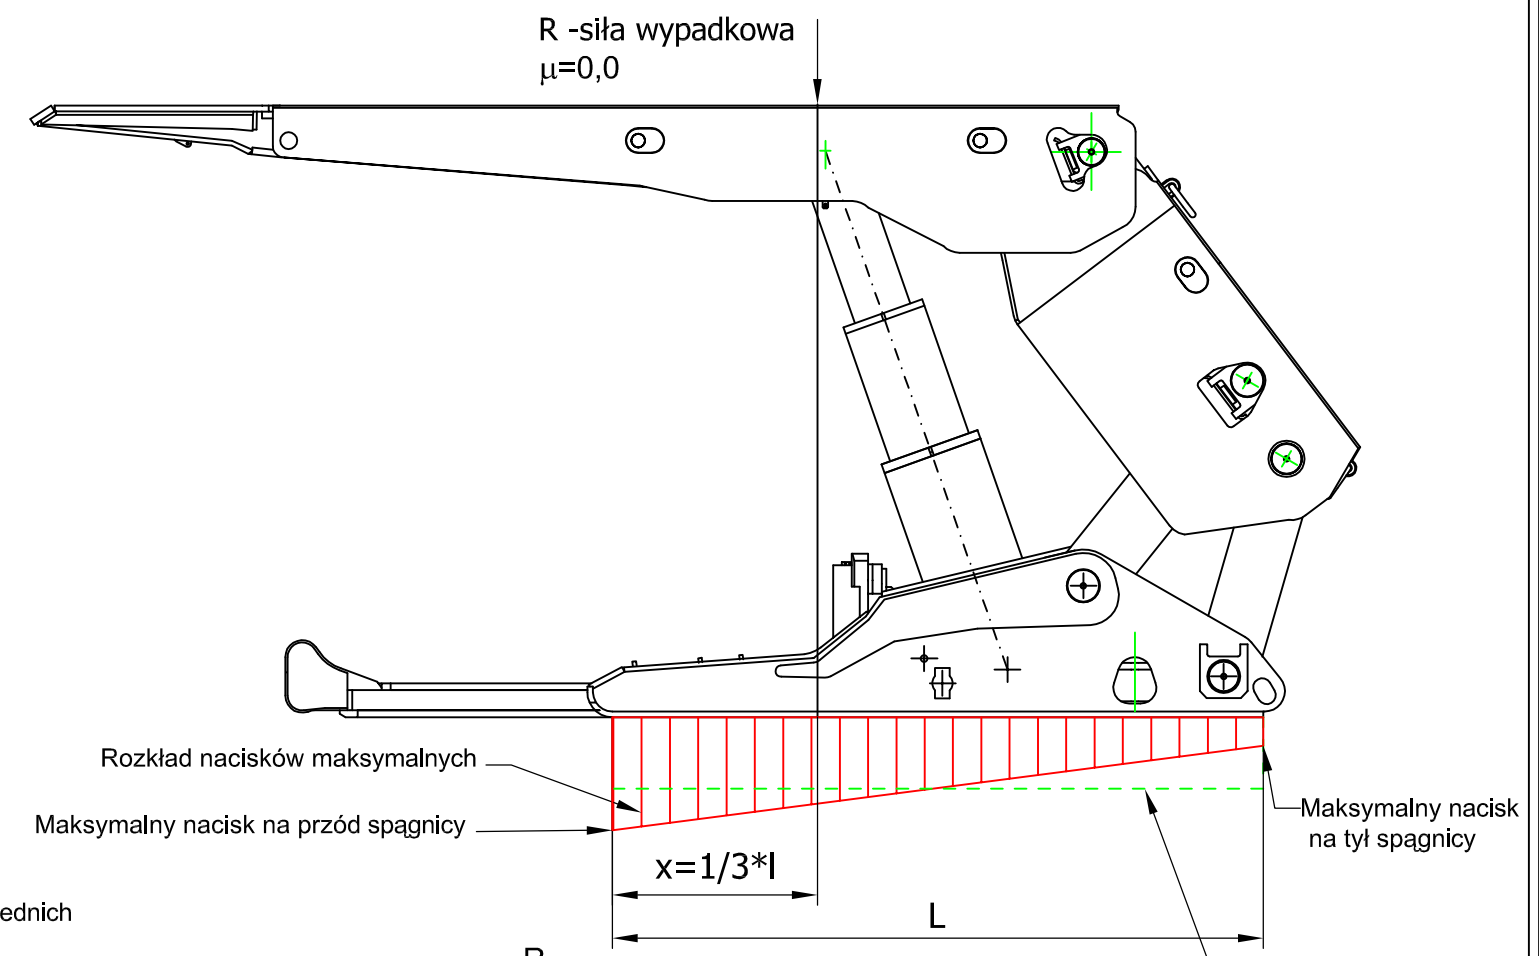 R -siła wypadkowa
μ=0,0
Rozkład nacisków maksymalnych
Maksymalny nacisk na przód spągnicy
Maksymalny nacisk
na tył spągnicy
x=1/3*l
L
ednich